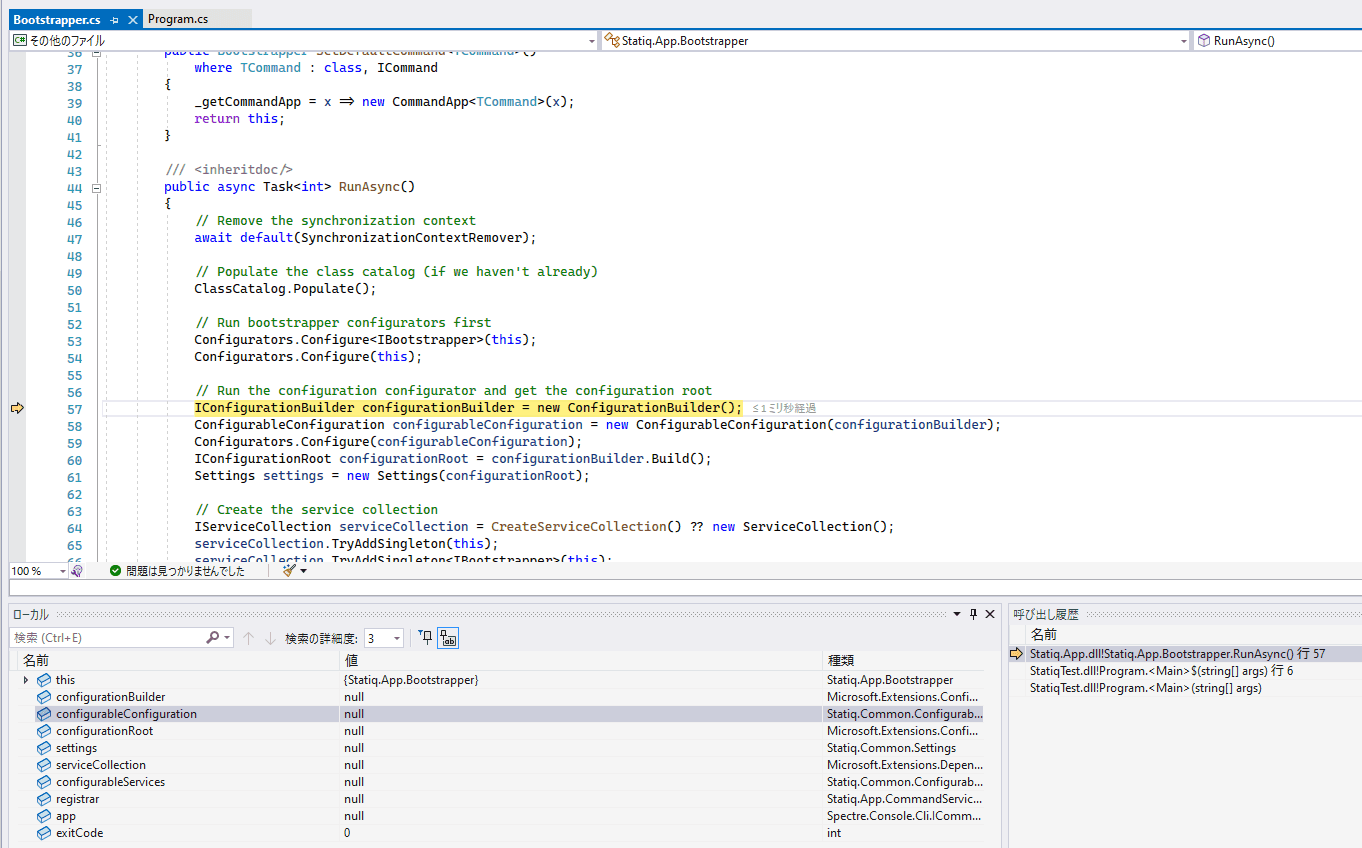 Bootstrapper.cs
Program.cs
その他のファイル
Statiq.App.Bootstrapper
RunAsync()
36 public Bootstrapper SetDefaultCommand<TCommand>()
37 where TCommand : class, ICommand
38 {
39 _getCommandApp = x => new CommandApp<TCommand>(x);
40 return this;
41 }
42
43 /// <inheritdoc/>
44 public async Task<int> RunAsync()
45 {
46 // Remove the synchronization context
47 await default(SynchronizationContextRemover);
48
49 // Populate the class catalog (if we haven't already)
50 ClassCatalog.Populate();
51
52 // Run bootstrapper configurators first
53 Configurators.Configure<IBootstrapper>(this);
54 Configurators.Configure(this);
55
56 // Run the configuration configurator and get the configuration root
57 IConfigurationBuilder configurationBuilder = new ConfigurationBuilder(); ≤ 1 ミリ秒経過
58 ConfigurableConfiguration configurableConfiguration = new ConfigurableConfiguration(configurationBuilder);
59 Configurators.Configure(configurableConfiguration);
60 IConfigurationRoot configurationRoot = configurationBuilder.Build();
61 Settings settings = new Settings(configurationRoot);
62
63 // Create the service collection
64 IServiceCollection serviceCollection = CreateServiceCollection() ?? new ServiceCollection();
65 serviceCollection.TryAddSingleton(this);
66 serviceCollection.TryAddSingleton<IBootstrapper>(this);
100 %
問題は見つかりませんでした
ローカル
検索 (Ctrl+E)
検索の詳細度: 3
名前 値 種類
this {Statiq.App.Bootstrapper} Statiq.App.Bootstrapper
configurationBuilder null Microsoft.Extensions.Confi...
configurableConfiguration null Statiq.Common.Configurab...
configurationRoot null Microsoft.Extensions.Confi...
settings null Statiq.Common.Settings
serviceCollection null Microsoft.Extensions.Depen...
configurableServices null Statiq.Common.Configurab...
registrar null Statiq.App.CommandServic...
app null Spectre.Console.Cli.IComm...
exitCode 0 int
呼び出し履歴
名前
Statiq.App.dll!Statiq.App.Bootstrapper.RunAsync() 行 57
StatiqTest.dll!Program.<Main>$(string[] args) 行 6
StatiqTest.dll!Program.<Main>(string[] args)